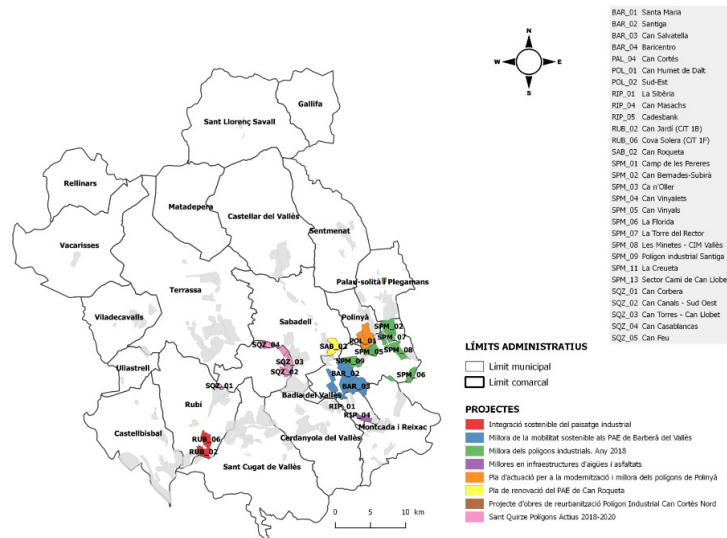 BAR_01 Santa Maria
BAR_02 Santiga
BAR_03 Can Salvatella
BAR_04 Baricentro
PAL_04 Can Cortés
POL_01 Can Humet de Dalt
POL_02 Sud-Est
RIP_01 La Sibèria
RIP_04 Can Masachs
RIP_05 Cadesbank
RUB_02 Can Jardí (CIT 1B)
RUB_06 Cova Solera (CIT 1F)
SAB_02 Can Roqueta
SPM_01 Camp de les Pereres
SPM_02 Can Bernades-Subirà
SPM_03 Ca n'Oller
SPM_04 Can Vinyalets
SPM_05 Can Vinyals
SPM_06 La Florida
SPM_07 La Torre del Rector
SPM_08 Les Minetes - CIM Vallès
SPM_09 Polígon industrial Santiga
SPM_11 La Creueta
SPM_13 Sector Camí de Can Llobe
SQZ_01 Can Corbera
SQZ_02 Can Canals - Sud Oest
SQZ_03 Can Torres - Can Llobet
SQZ_04 Can Casablancas
SQZ_05 Can Feu
N
W E
S
Gallifa
Sant Llorenç Savall
Rellinars
Matadepera
Castellar del Vallès
Sentmenat
Vacarisses
Palau-solità i Plegamans
Terrassa
Viladecavalls
Sabadell
Polinyà
SPM_02
POL_01
SPM_07
SQZ_04
SAB_02
SPM_05
SPM_08
Ullastrell
SQZ_03
SPM_09
SQZ_02
BAR_02
SPM_06
SQZ_01
BAR_03
Badia del Vallès
Rubí
RIP_01
RIP_04
Castellbisbal
Montcada i Reixac
RUB_06
Cerdanyola del Vallès
RUB_02
Sant Cugat de Vallès
0 5 10 km
LÍMITS ADMINISTRATIUS
Límit municipal
Límit comarcal
PROJECTES
Integració sostenible del paisatge industrial
Millora de la mobilitat sostenible als PAE de Barberà del Vallès
Millora dels polígons industrials. Any 2018
Millores en infraestructures d'aigües i asfaltats
Pla d'actuació per a la modernització i millora dels polígons de Polinyà
Pla de renovació del PAE de Can Roqueta
Projecte d'obres de reurbanització Polígon Industrial Can Cortès Nord
Sant Quirze Polígons Actius 2018-2020